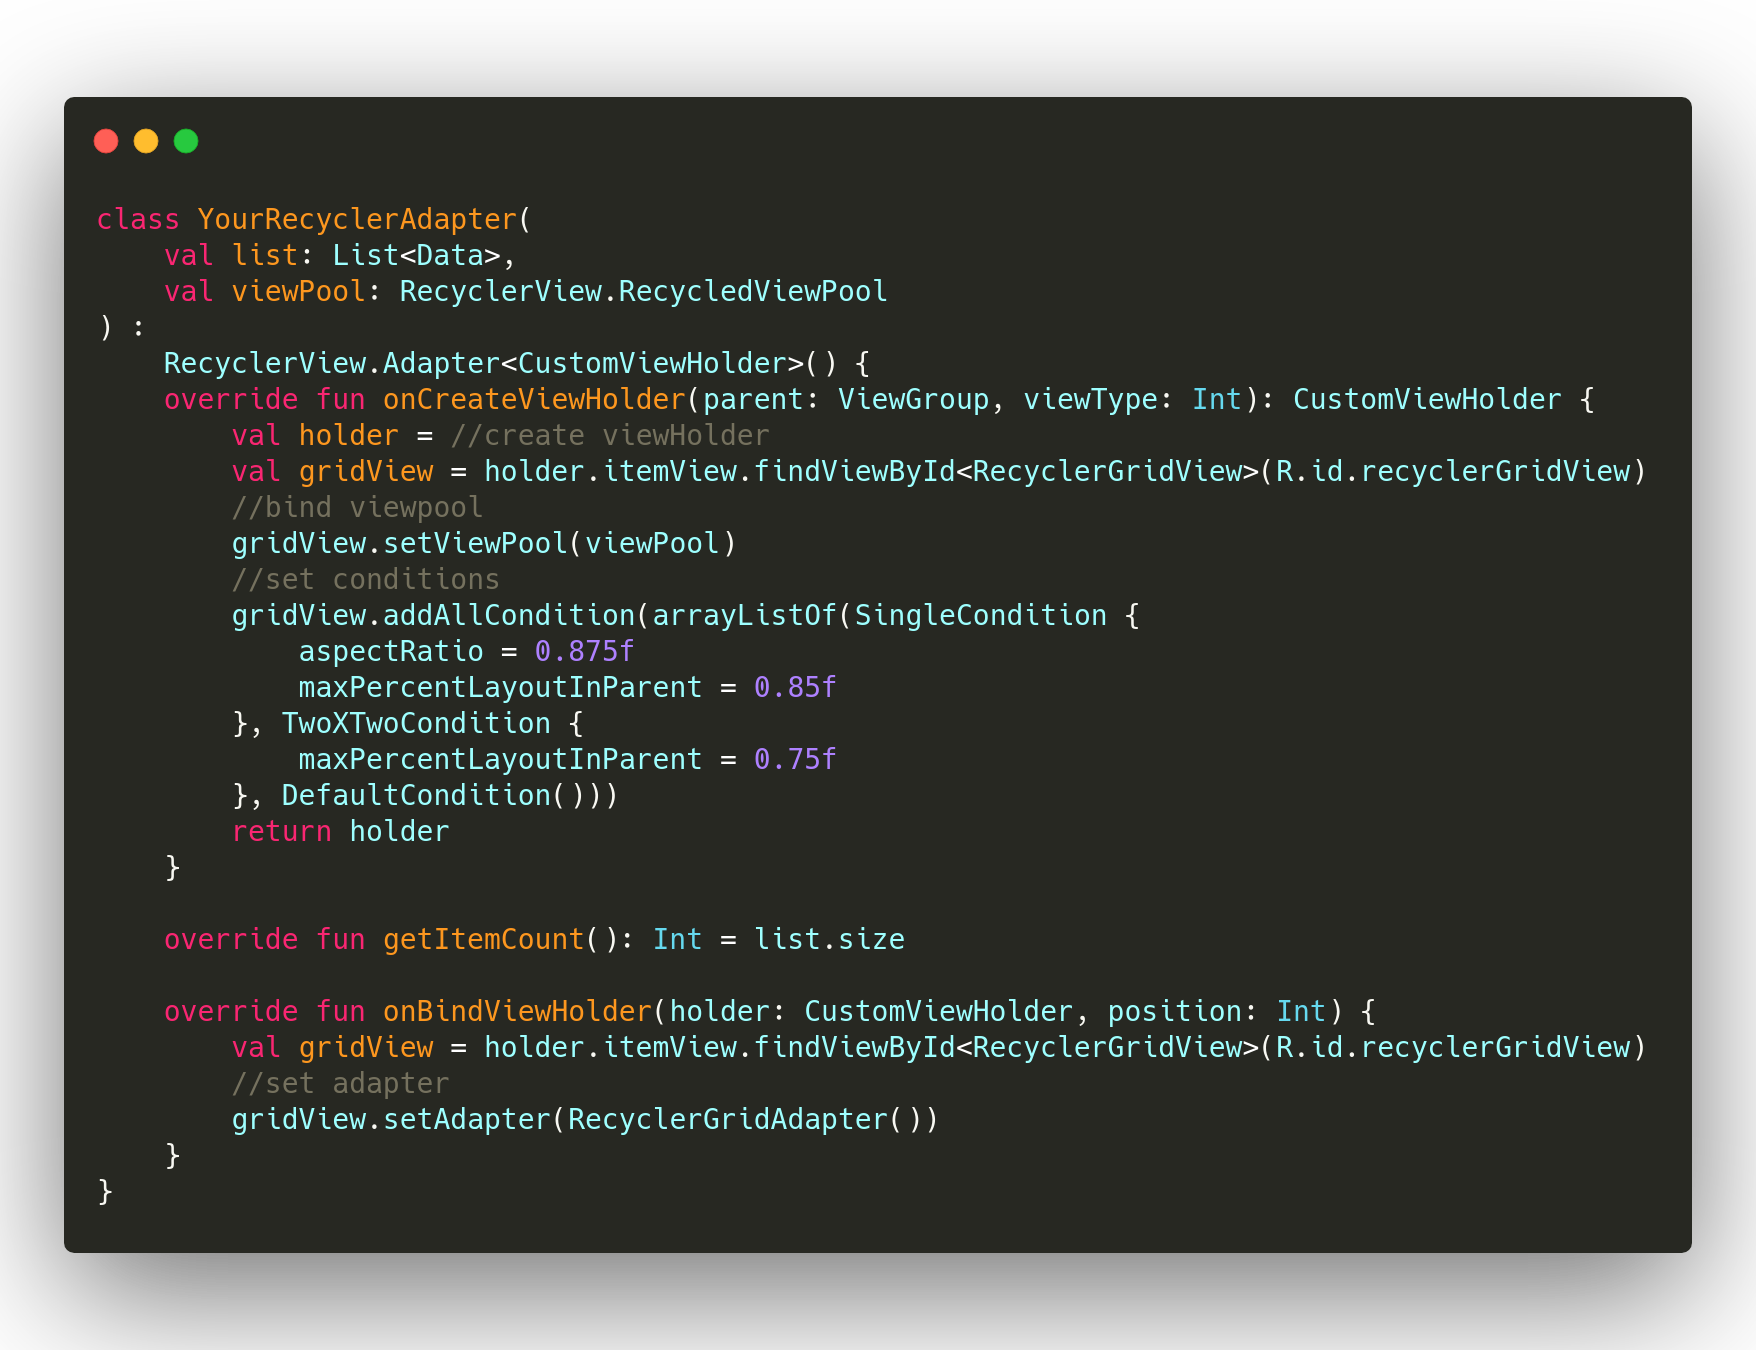 class YourRecyclerAdapter(
    val list: List<Data>,
    val viewPool: RecyclerView.RecycledViewPool
) :
    RecyclerView.Adapter<CustomViewHolder>() {
    override fun onCreateViewHolder(parent: ViewGroup, viewType: Int): CustomViewHolder {
        val holder = //create viewHolder
        val gridView = holder.itemView.findViewById<RecyclerGridView>(R.id.recyclerGridView)
        //bind viewpool
        gridView.setViewPool(viewPool)
        //set conditions
        gridView.addAllCondition(arrayListOf(SingleCondition {
            aspectRatio = 0.875f
            maxPercentLayoutInParent = 0.85f
        }, TwoXTwoCondition {
            maxPercentLayoutInParent = 0.75f
        }, DefaultCondition()))
        return holder
    }

    override fun getItemCount(): Int = list.size

    override fun onBindViewHolder(holder: CustomViewHolder, position: Int) {
        val gridView = holder.itemView.findViewById<RecyclerGridView>(R.id.recyclerGridView)
        //set adapter
        gridView.setAdapter(RecyclerGridAdapter())
    }
}